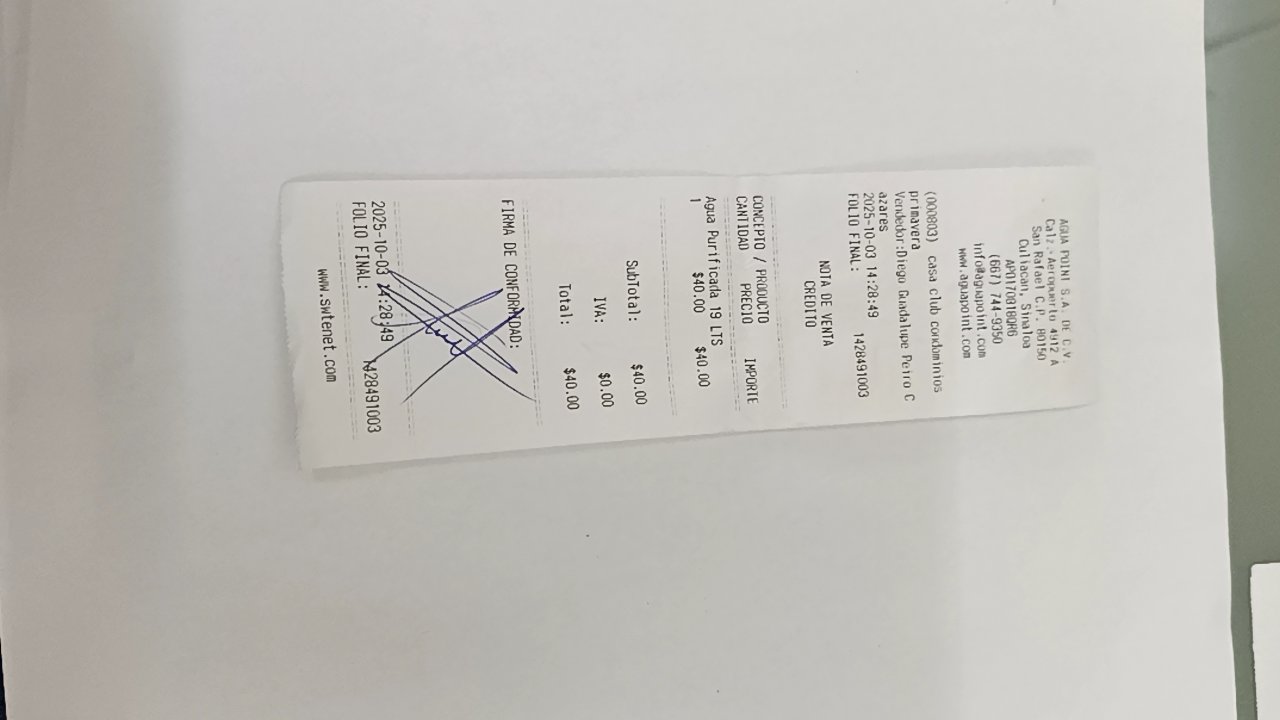 AGUA POINT S.A. DE C.V.
Calz. Aeropuerto 4912 A
San Rafael C.P. 80150
Culiacan, Sinaloa
APO170818QR6
(667) 744-9350
info@aguapoint.com
www.aguapoint.com
(000803) casa club condominios
primavera
Vendedor:Diego Guadalupe Peiro C
azares
2025-10-03 14:28:49
FOLIO FINAL: 1428491003
NOTA DE VENTA
CREDITO
CONCEPTO / PRODUCTO
CANTIDAD PRECIO IMPORTE
Agua Purificada 19 LTS
1 $40.00 $40.00
SubTotal: $40.00
IVA: $0.00
Total: $40.00
FIRMA DE CONFORMIDAD:
2025-10-03 14:28:49
FOLIO FINAL: 1428491003
www.swtenet.com